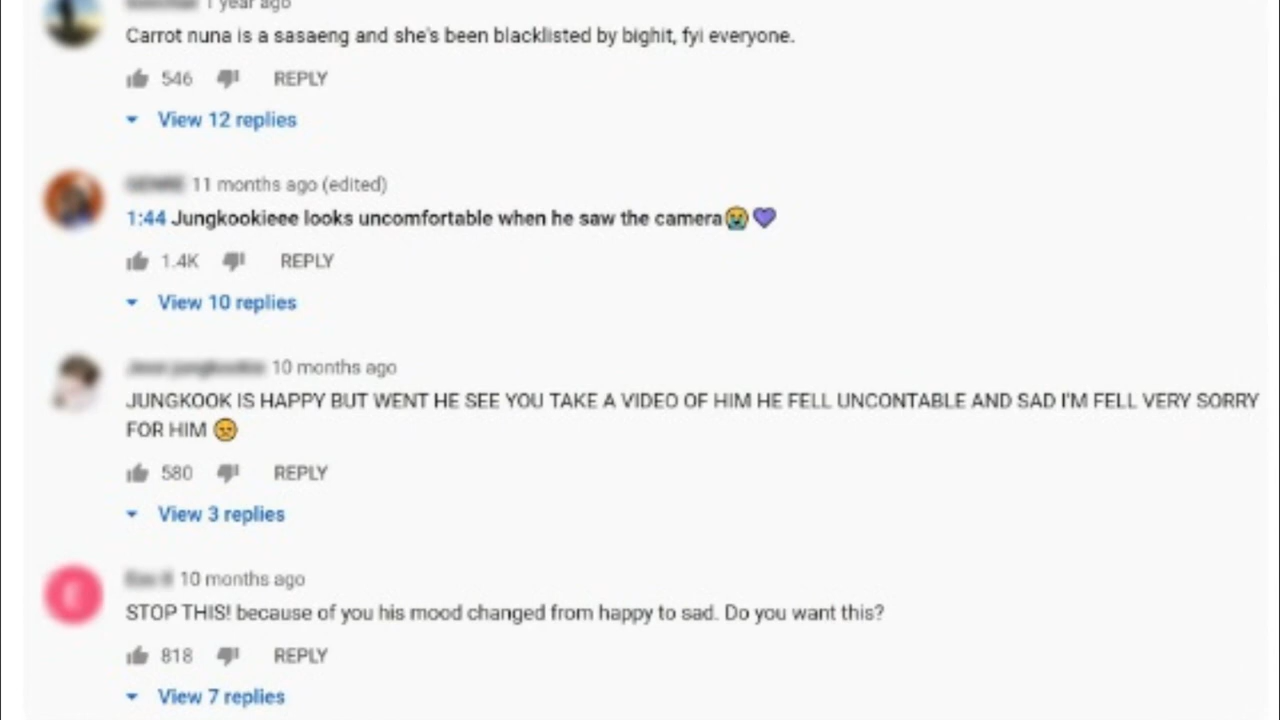 1 year ago
Carrot nuna is a sasaeng and she's been blacklisted by bighit, fyi everyone.
546 REPLY
View 12 replies
11 months ago (edited)
1:44 Jungkookieee looks uncomfortable when he saw the camera😭💜
1.4K REPLY
View 10 replies
10 months ago
JUNGKOOK IS HAPPY BUT WENT HE SEE YOU TAKE A VIDEO OF HIM HE FELL UNCONTABLE AND SAD I'M FELL VERY SORRY
FOR HIM 😠
580 REPLY
View 3 replies
10 months ago
STOP THIS! because of you his mood changed from happy to sad. Do you want this?
818 REPLY
View 7 replies